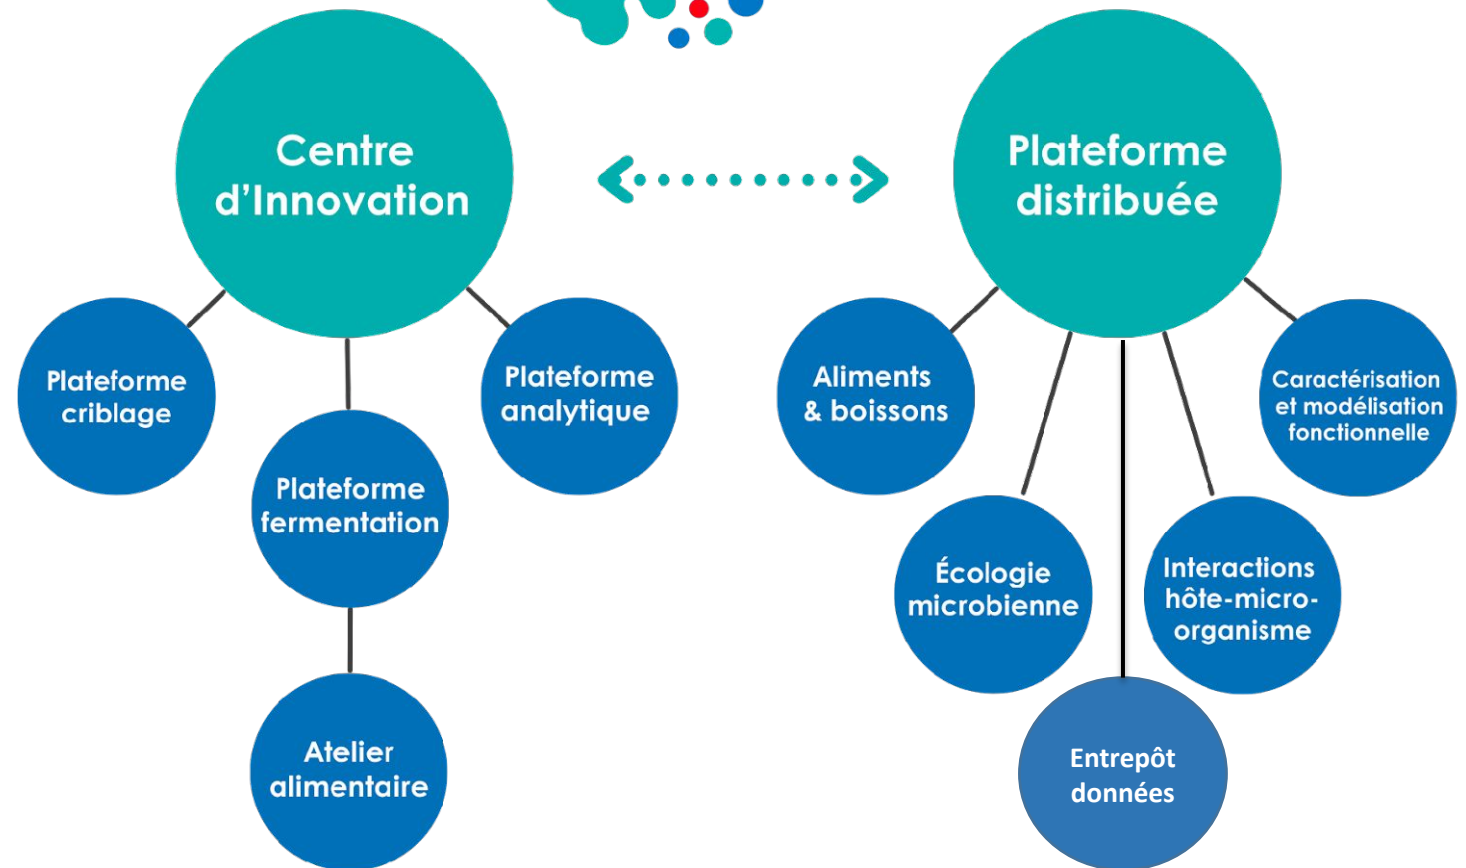 Centre
d’Innovation
Plateforme
distribuée
Plateforme
criblage
Plateforme
fermentation
Plateforme
analytique
Atelier
alimentaire
Aliments
& boissons
Écologie
microbienne
Entrepôt
données
Interactions
hôte-micro-
organisme
Caractérisation
et modélisation
fonctionnelle